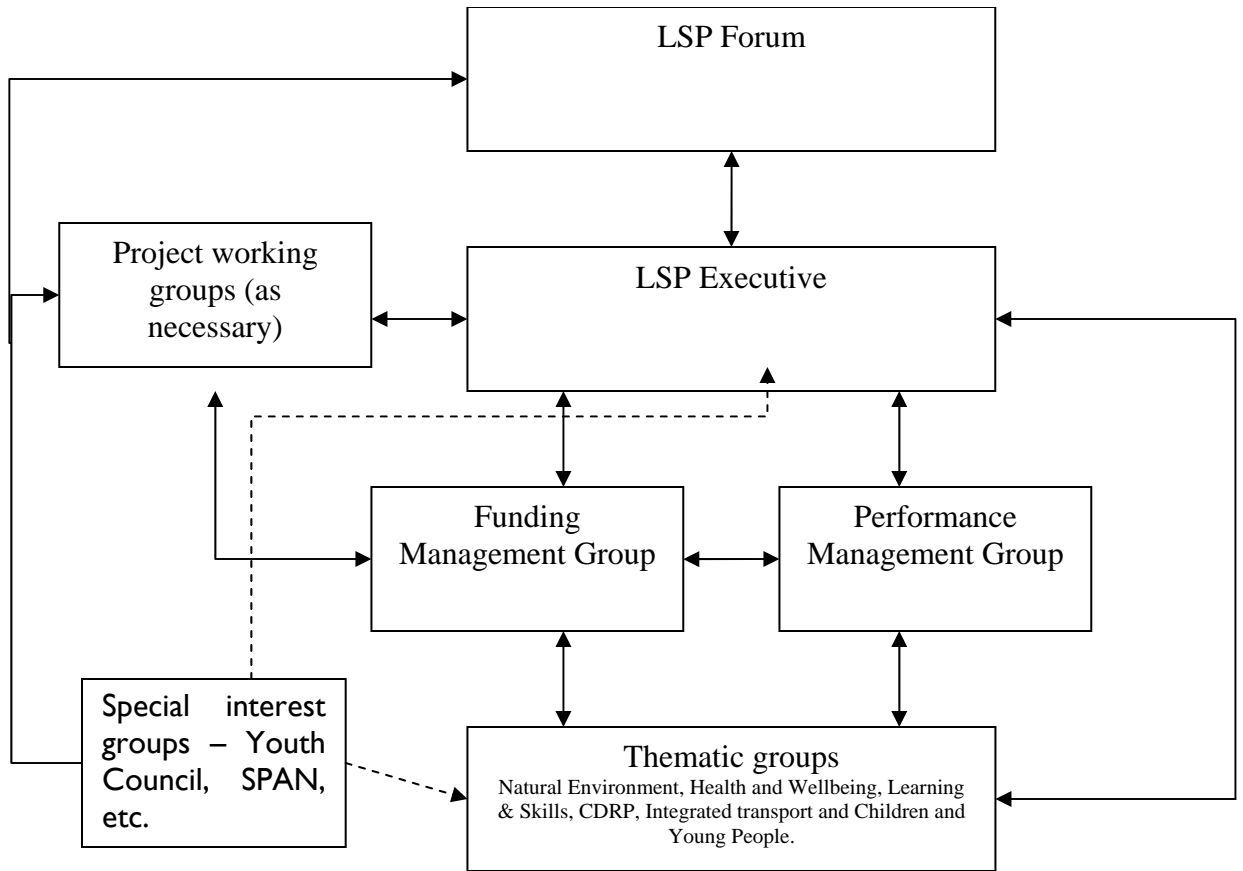 LSP Forum
Project working
groups (as
necessary)
LSP Executive
Funding
Management Group
Performance
Management Group
Special interest
groups – Youth
Council, SPAN,
etc.
Thematic groups
Natural Environment, Health and Wellbeing, Learning
& Skills, CDRP, Integrated transport and Children and
Young People.